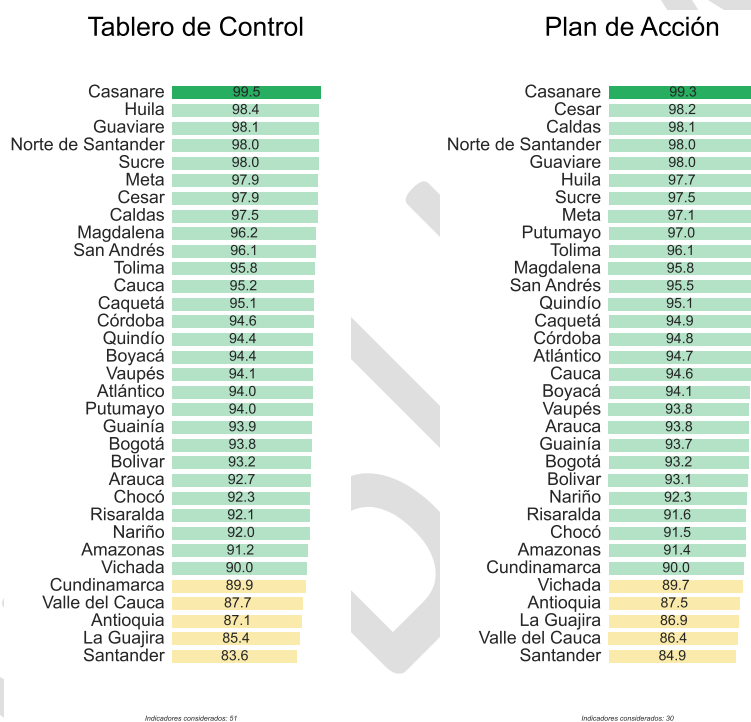 Tablero de Control
Casanare 99.5
Huila 98.4
Guaviare 98.1
Norte de Santander 98.0
Sucre 98.0
Meta 97.9
Cesar 97.9
Caldas 97.5
Magdalena 96.2
San Andrés 96.1
Tolima 95.8
Cauca 95.2
Caquetá 95.1
Córdoba 94.6
Quindío 94.4
Boyacá 94.4
Vaupés 94.1
Atlántico 94.0
Putumayo 94.0
Guainía 93.9
Bogotá 93.8
Bolivar 93.2
Arauca 92.7
Chocó 92.3
Risaralda 92.1
Nariño 92.0
Amazonas 91.2
Vichada 90.0
Cundinamarca 89.9
Valle del Cauca 87.7
Antioquia 87.1
La Guajira 85.4
Santander 83.6
Indicadores considerados: 51
Plan de Acción
Casanare 99.3
Cesar 98.2
Caldas 98.1
Norte de Santander 98.0
Guaviare 98.0
Huila 97.7
Sucre 97.5
Meta 97.1
Putumayo 97.0
Tolima 96.1
Magdalena 95.8
San Andrés 95.5
Quindío 95.1
Caquetá 94.9
Córdoba 94.8
Atlántico 94.7
Cauca 94.6
Boyacá 94.1
Vaupés 93.8
Arauca 93.8
Guainía 93.7
Bogotá 93.2
Bolivar 93.1
Nariño 92.3
Risaralda 91.6
Chocó 91.5
Amazonas 91.4
Cundinamarca 90.0
Vichada 89.7
Antioquia 87.5
La Guajira 86.9
Valle del Cauca 86.4
Santander 84.9
Indicadores considerados: 30